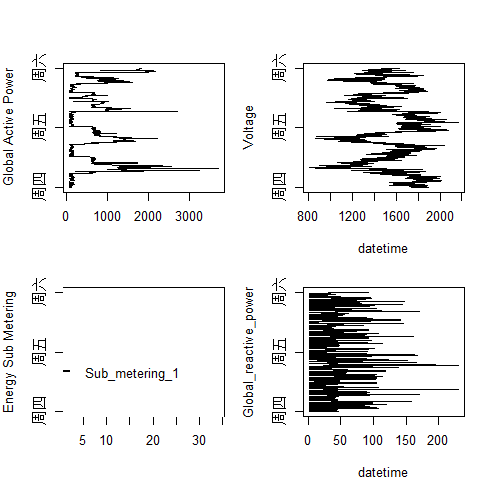 Global Active Power
周四 周五 周六
0 1000 2000 3000
Voltage
周四 周五 周六
800 1200 1600 2000
datetime
Energy Sub Metering
周四 周五 周六
Sub_metering_1
5 10 20 30
Global_reactive_power
周四 周五 周六
0 50 100 200
datetime